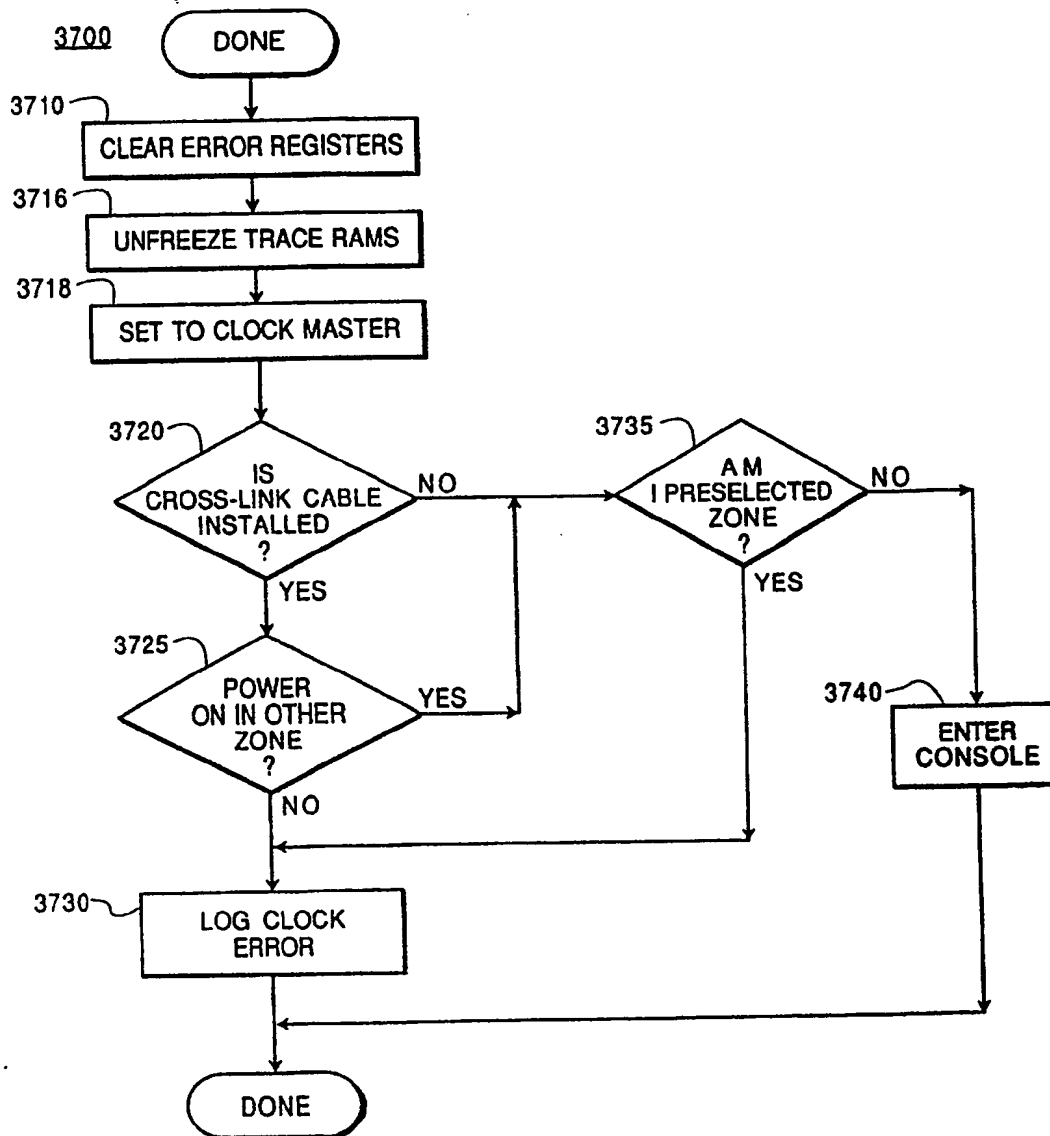 3700
DONE
3710
CLEAR ERROR REGISTERS
3716
UNFREEZE TRACE RAMS
3718
SET TO CLOCK MASTER
3720
IS
CROSS-LINK CABLE
INSTALLED
?
NO
YES
3735
AM
I PRESELECTED
ZONE
?
NO
YES
3725
POWER
ON IN OTHER
ZONE
?
YES
NO
3740
ENTER
CONSOLE
3730
LOG CLOCK
ERROR
DONE